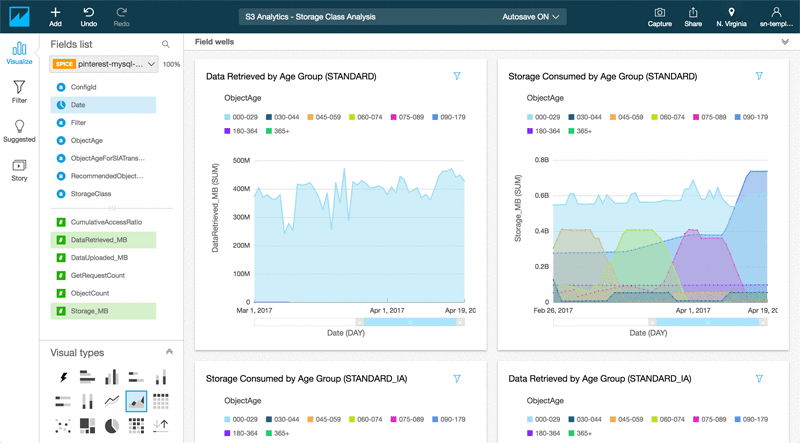 Add
Undo
Redo
S3 Analytics - Storage Class Analysis
Autosave ON
Capture
Share
N. Virginia
sn-templ...
Visualize
Filter
Suggested
Story
Fields list
SPICE
pinterest-mysql-...
100%
ConfigId
Date
Filter
ObjectAge
ObjectAgeForSIATrans...
RecommendedObject...
StorageClass
CumulativeAccessRatio
DataRetrieved_MB
DataUploaded_MB
GetRequestCount
ObjectCount
Storage_MB
Visual types
Field wells
Data Retrieved by Age Group (STANDARD)
ObjectAge
000-029 030-044 045-059 060-074 075-089 090-179
180-364 365+
DataRetrieved_MB (SUM)
500M
400M
300M
200M
100M
0
Mar 1, 2017 Apr 1, 2017 Apr 19, 20
Date (DAY)
Storage Consumed by Age Group (STANDARD)
ObjectAge
000-029 030-044 045-059 060-074 075-089 090-179
180-364 365+
Storage_MB (SUM)
0.8B
0.6B
0.4B
0.2B
0
Feb 26, 2017 Apr 1, 2017 Apr 19, 20
Date (DAY)
Storage Consumed by Age Group (STANDARD_IA)
ObjectAge
000-029 030-044 045-059 060-074 075-089 090-179
180-364 365+
Data Retrieved by Age Group (STANDARD_IA)
ObjectAge
000-029 030-044 045-059 060-074 075-089 090-179
180-364 365+